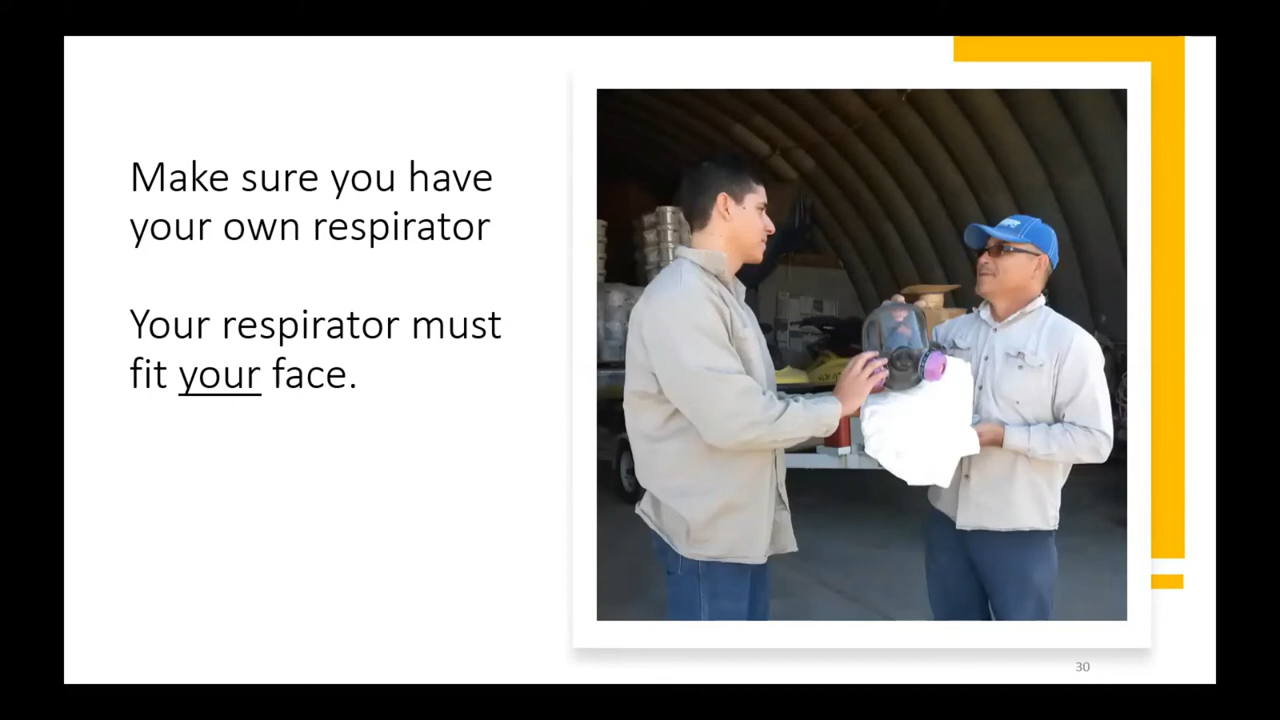 Make sure you have
your own respirator
Your respirator must
fit your face.
30